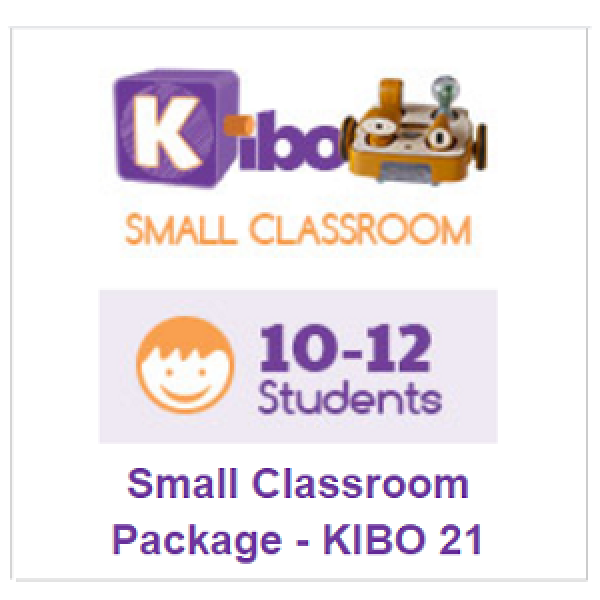 Kibo
SMALL CLASSROOM
10-12
Students
Small Classroom
Package - KIBO 21